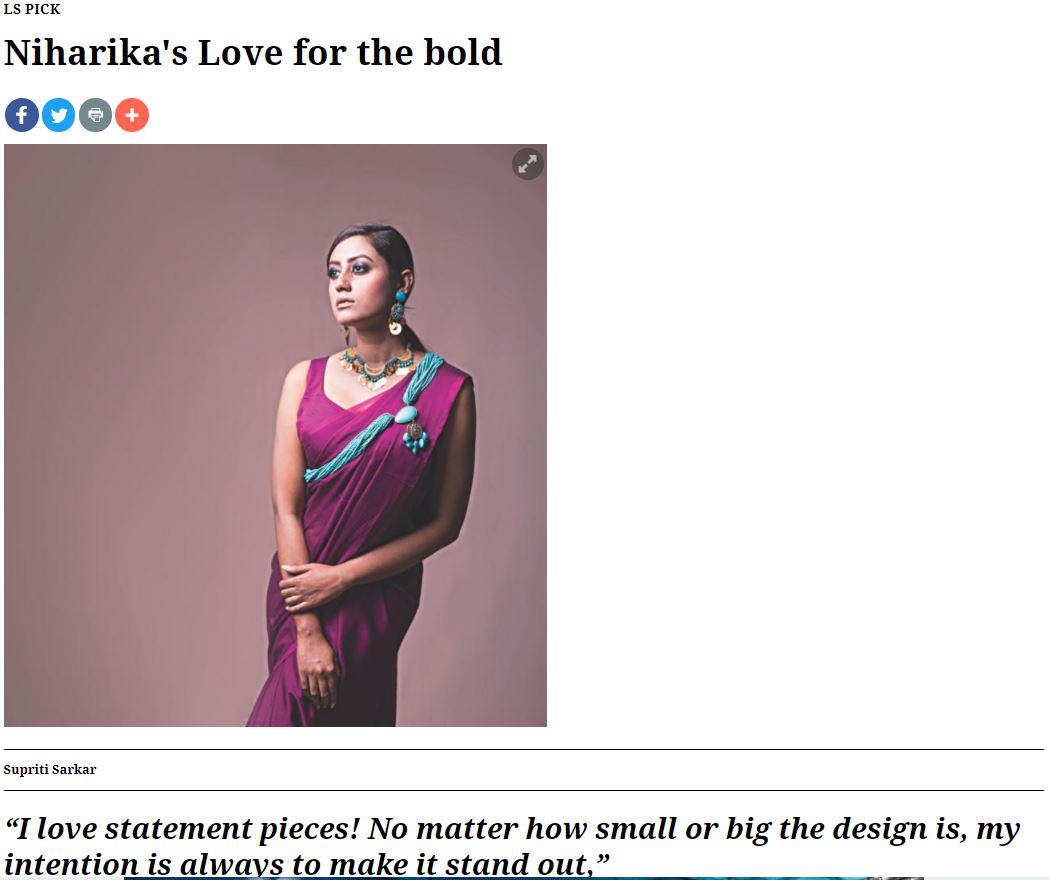 LS PICK
Niharika's Love for the bold
Supriti Sarkar
“I love statement pieces! No matter how small or big the design is, my
intention is always to make it stand out,”